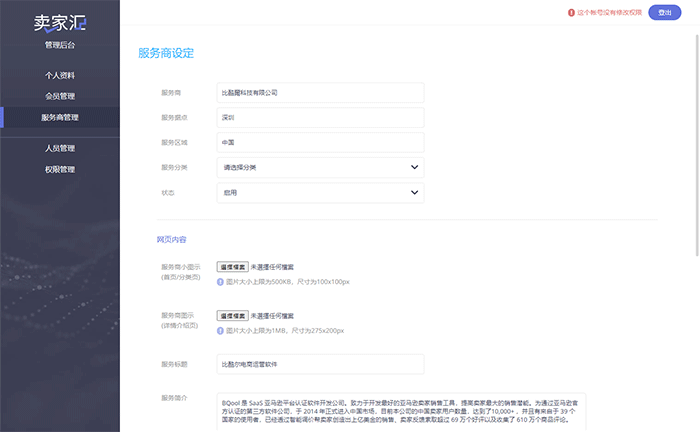 卖家汇
管理后台
个人资料
会员管理
服务商管理
人员管理
权限管理
这个帐号没有修改权限
登出
服务商设定
服务商
比酷爾科技有限公司
服务据点
深圳
服务区域
中国
服务分类
请选择分类
状态
启用
网页内容
服务商小图示
(首页/分类页)
選擇檔案 未選擇任何檔案
图片大小上限为500KB，尺寸为100x100px
服务商图示
(详情介绍页)
選擇檔案 未選擇任何檔案
图片大小上限为1MB，尺寸为275x200px
服务标题
比酷尔电商运营软件
服务简介
BQool 是 SaaS 亚马逊平台认证软件开发公司。致力于开发最好的亚马逊卖家销售工具，提高卖家最大的销售潜能。为通过亚马逊官
方认证的第三方软件公司，于 2014 年正式进入中国市场，目前本公司的中国卖家用户数量，达到了10,000+，并且有来自于 39 个
国家的使用者，已经透过智能调价帮卖家创造出上亿美金的销售，卖家反馈索取超过 69 万个好评以及收集了 610 万个商品评论。